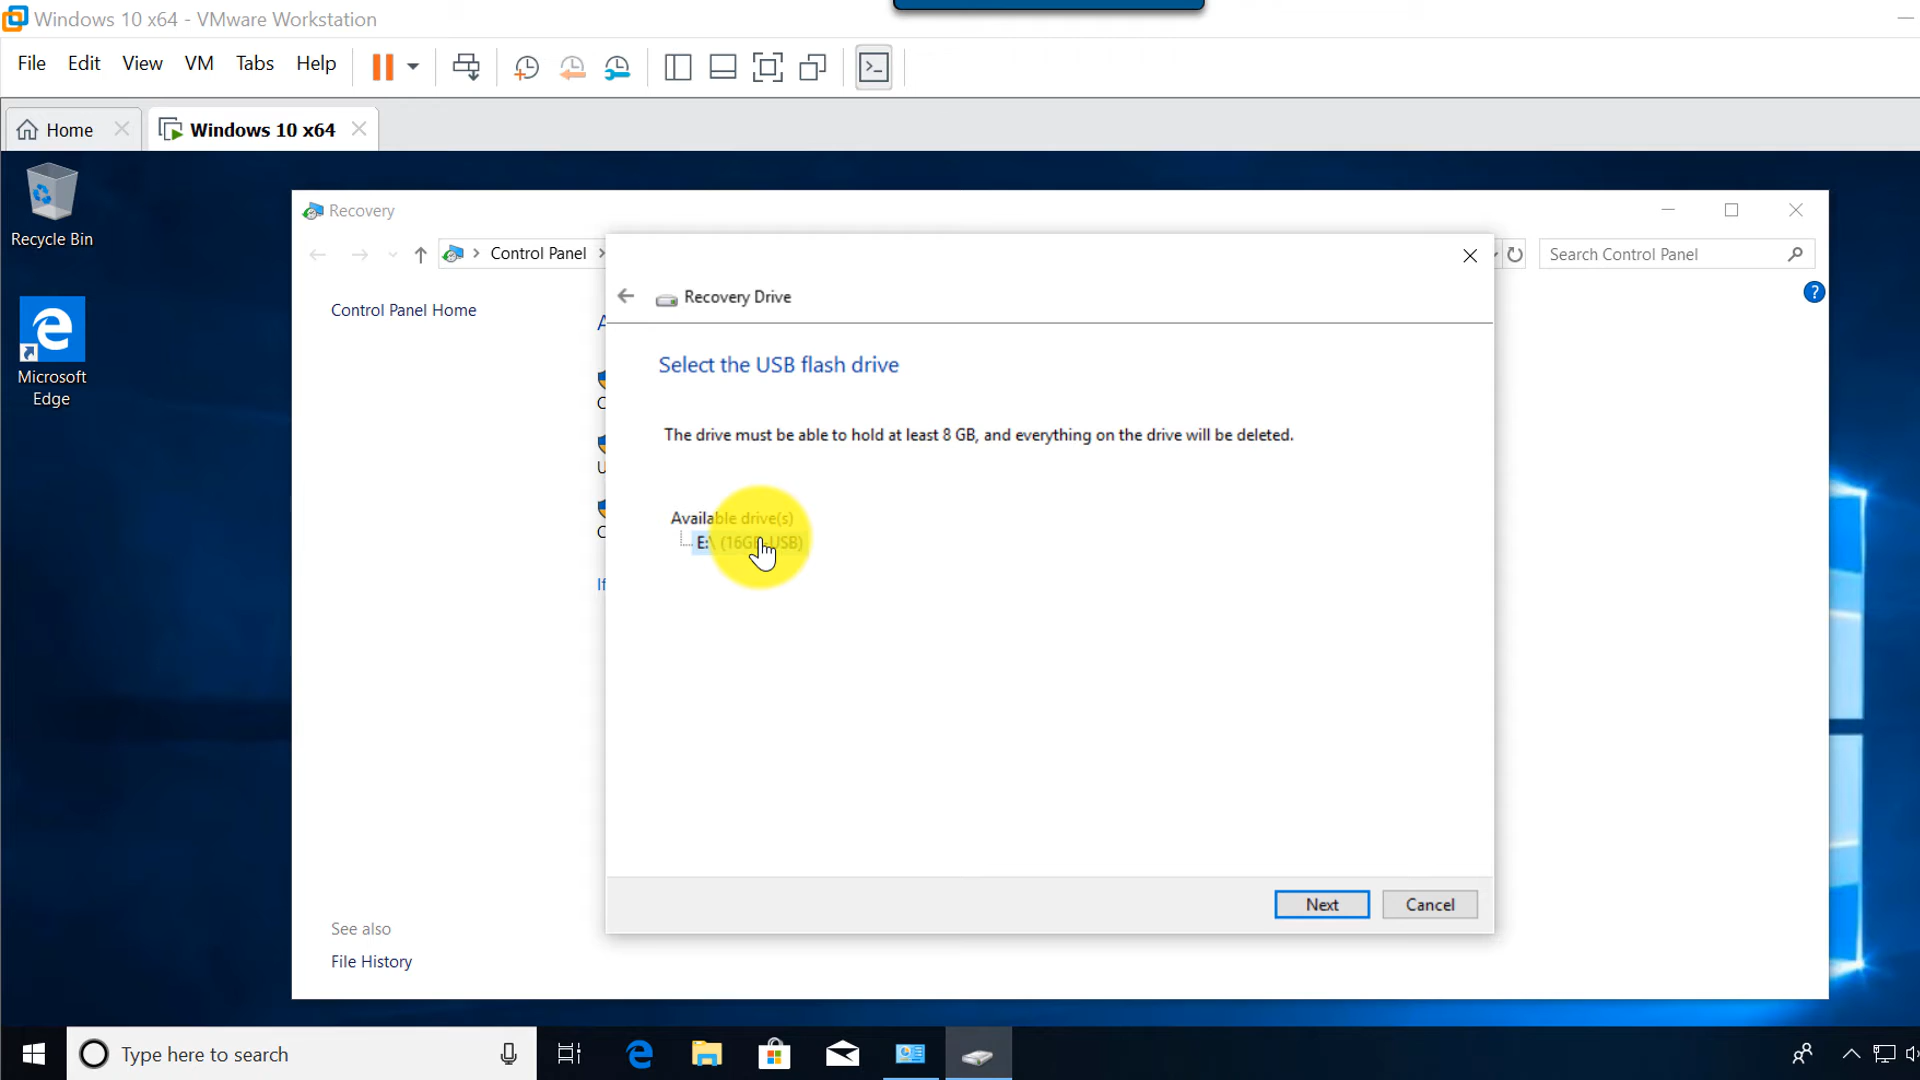 Windows 10 x64 - VMware Workstation
File Edit View VM Tabs Help
Home
Windows 10 x64
Recycle Bin
Microsoft
Edge
Recovery
Control Panel
Search Control Panel
Control Panel Home
Recovery Drive
Select the USB flash drive
The drive must be able to hold at least 8 GB, and everything on the drive will be deleted.
Available drive(s)
E:\ (16GB-USB)
If
Next
Cancel
See also
File History
Type here to search